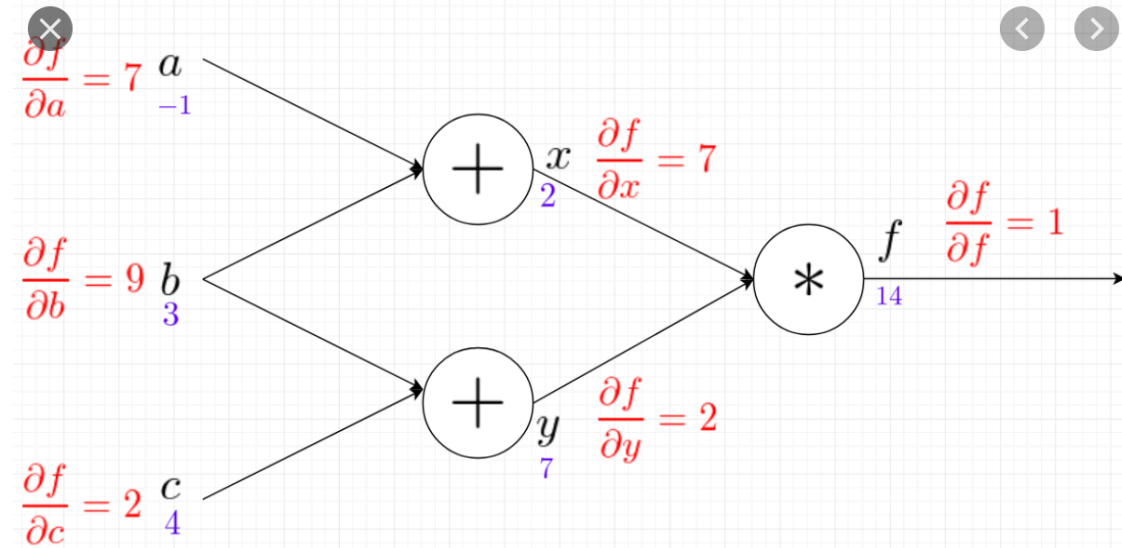 ∂f/∂a = 7 a
−1
+
x ∂f/∂x = 7
2
∂f/∂b = 9 b
3
*
f ∂f/∂f = 1
14
+
y ∂f/∂y = 2
7
∂f/∂c = 2 c
4